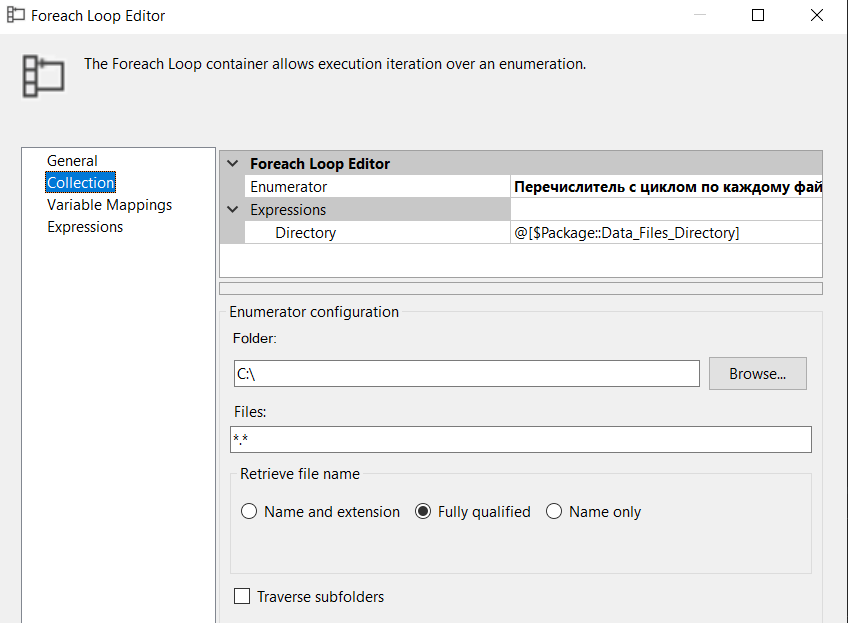 Foreach Loop Editor
The Foreach Loop container allows execution iteration over an enumeration.
General
Collection
Variable Mappings
Expressions
Foreach Loop Editor
Enumerator Перечислитель с циклом по каждому фай
Expressions
Directory @[$Package::Data_Files_Directory]
Enumerator configuration
Folder:
C:\
Browse...
Files:
*.*
Retrieve file name
Name and extension Fully qualified Name only
Traverse subfolders